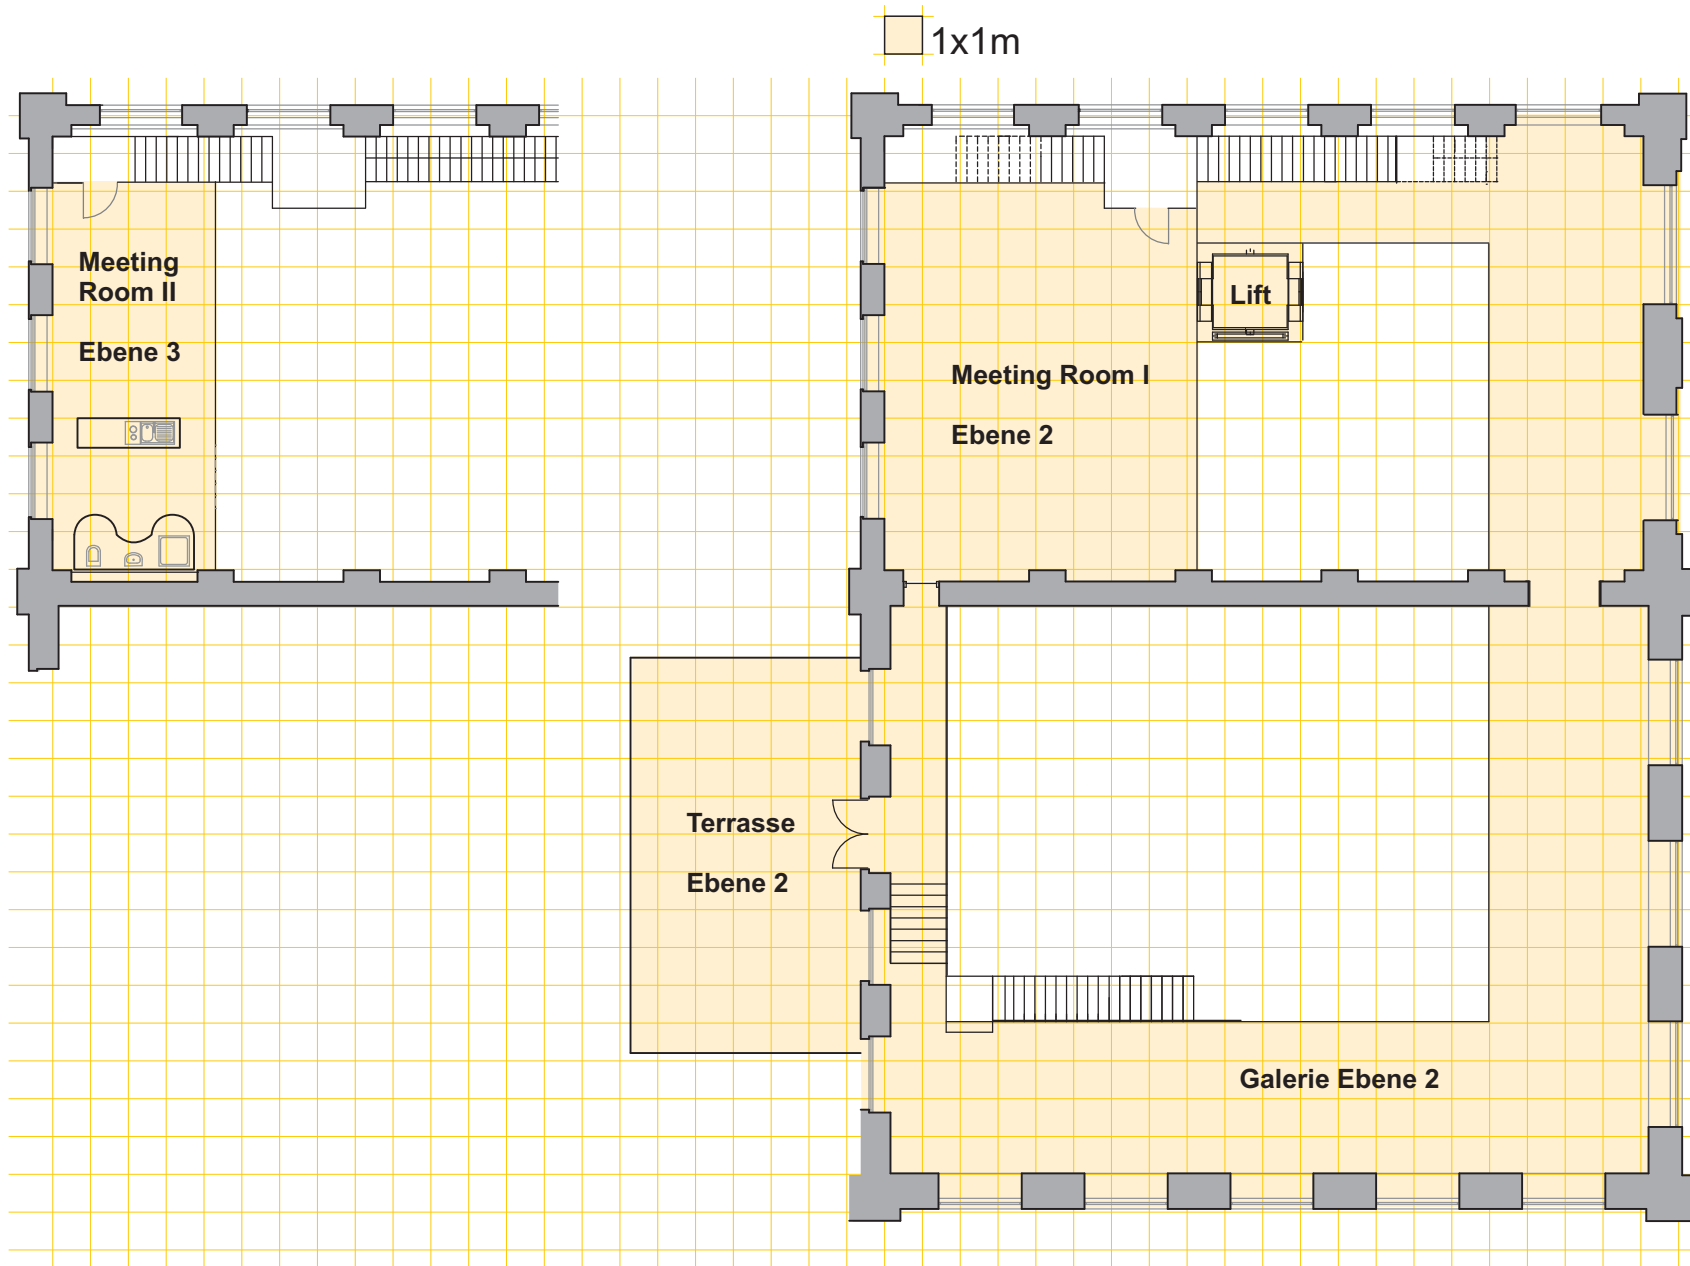 1x1m
Meeting
Room II
Ebene 3
Lift
Meeting Room I
Ebene 2
Terrasse
Ebene 2
Galerie Ebene 2